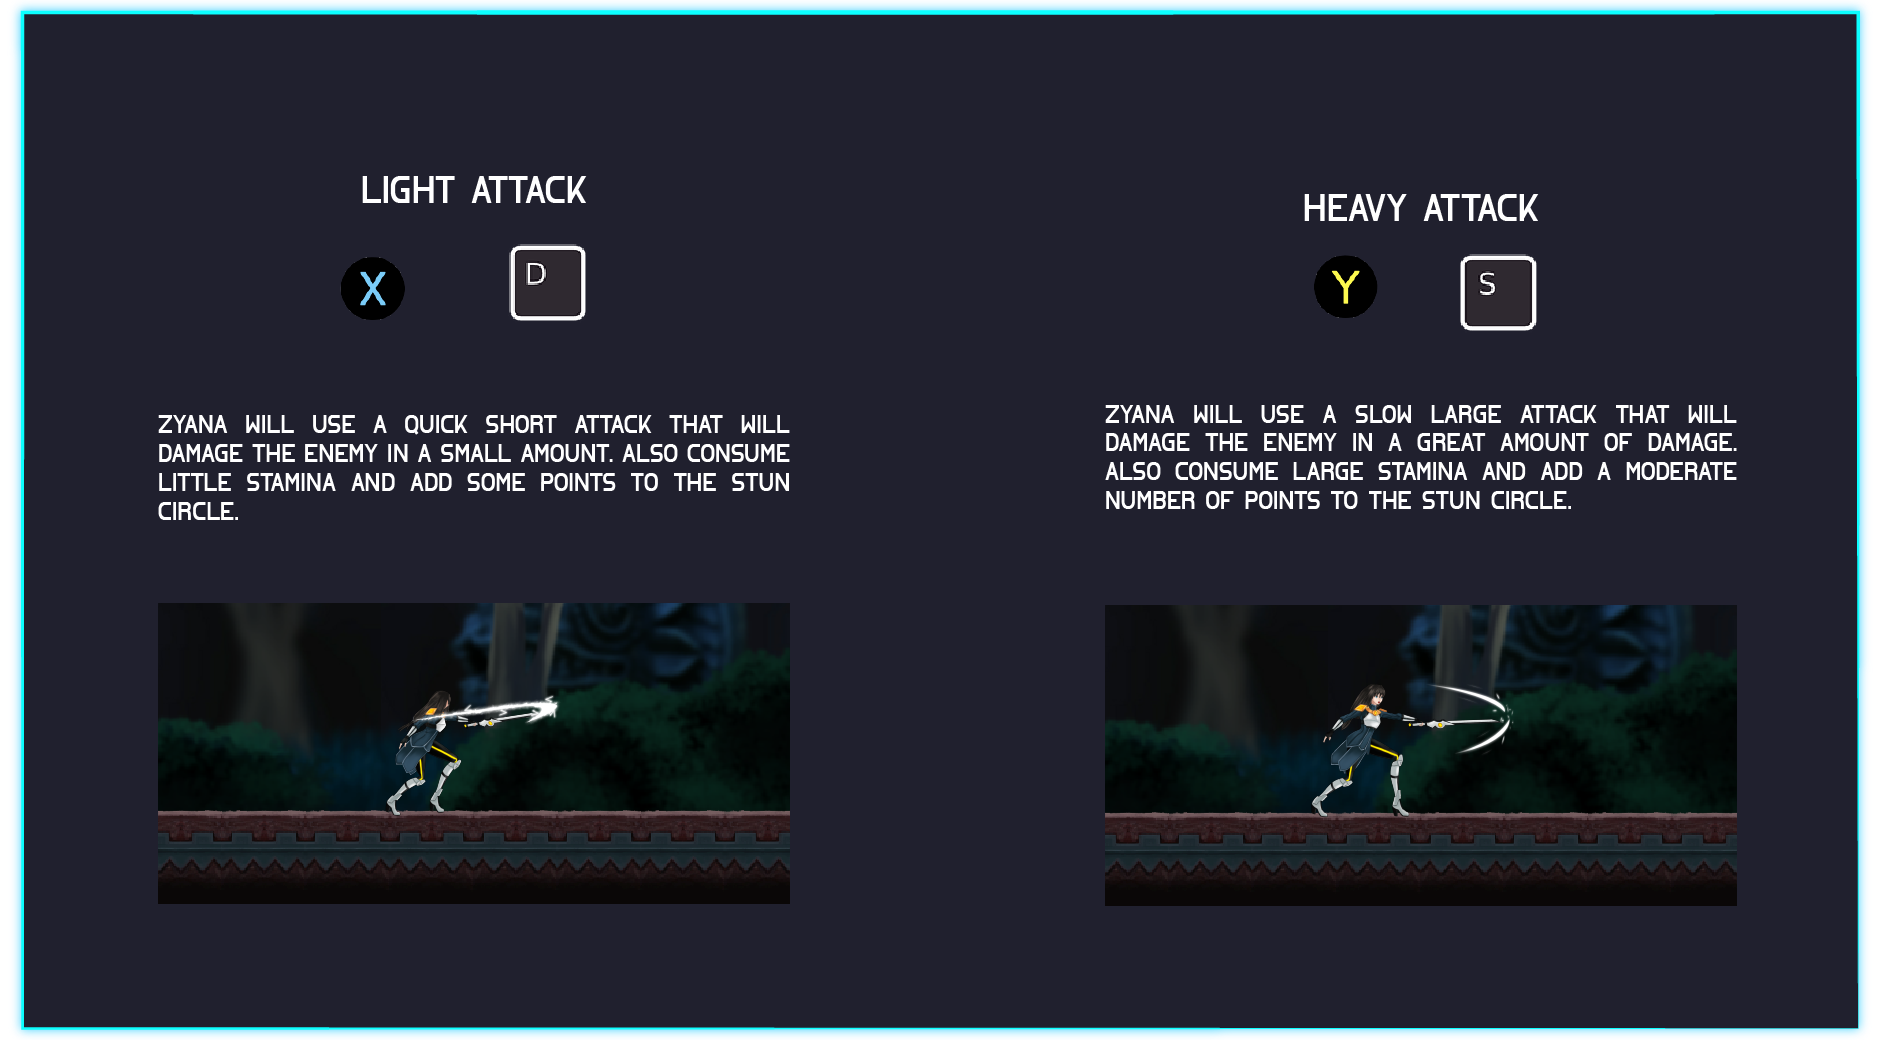 LIGHT ATTACK
X D
ZYANA WILL USE A QUICK SHORT ATTACK THAT WILL
DAMAGE THE ENEMY IN A SMALL AMOUNT. ALSO CONSUME
LITTLE STAMINA AND ADD SOME POINTS TO THE STUN
CIRCLE.
HEAVY ATTACK
Y S
ZYANA WILL USE A SLOW LARGE ATTACK THAT WILL
DAMAGE THE ENEMY IN A GREAT AMOUNT OF DAMAGE.
ALSO CONSUME LARGE STAMINA AND ADD A MODERATE
NUMBER OF POINTS TO THE STUN CIRCLE.